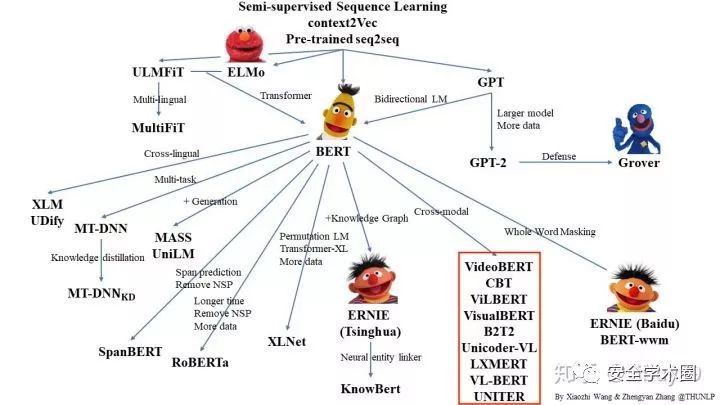 Semi-supervised Sequence Learning
context2Vec
Pre-trained seq2seq
ULMFiT
ELMo
GPT
Multi-lingual
Transformer
Bidirectional LM
Larger model
More data
MultiFiT
BERT
GPT-2
Defense
Grover
Cross-lingual
Multi-task
+ Generation
+Knowledge Graph
Cross-modal
Whole Word Masking
XLM
UDify
MT-DNN
MASS
UniLM
Permutation LM
Transformer-XL
More data
Knowledge distillation
Span prediction
Remove NSP
Longer time
Remove NSP
More data
MT-DNNKD
SpanBERT
RoBERTa
XLNet
ERNIE
(Tsinghua)
Neural entity linker
KnowBert
VideoBERT
CBT
ViLBERT
VisualBERT
B2T2
Unicoder-VL
LXMERT
VL-BERT
UNITER
ERNIE (Baidu)
BERT-wwm
安全学术圈
By Xiaozhi Wang & Zhengyan Zhang @THUNLP